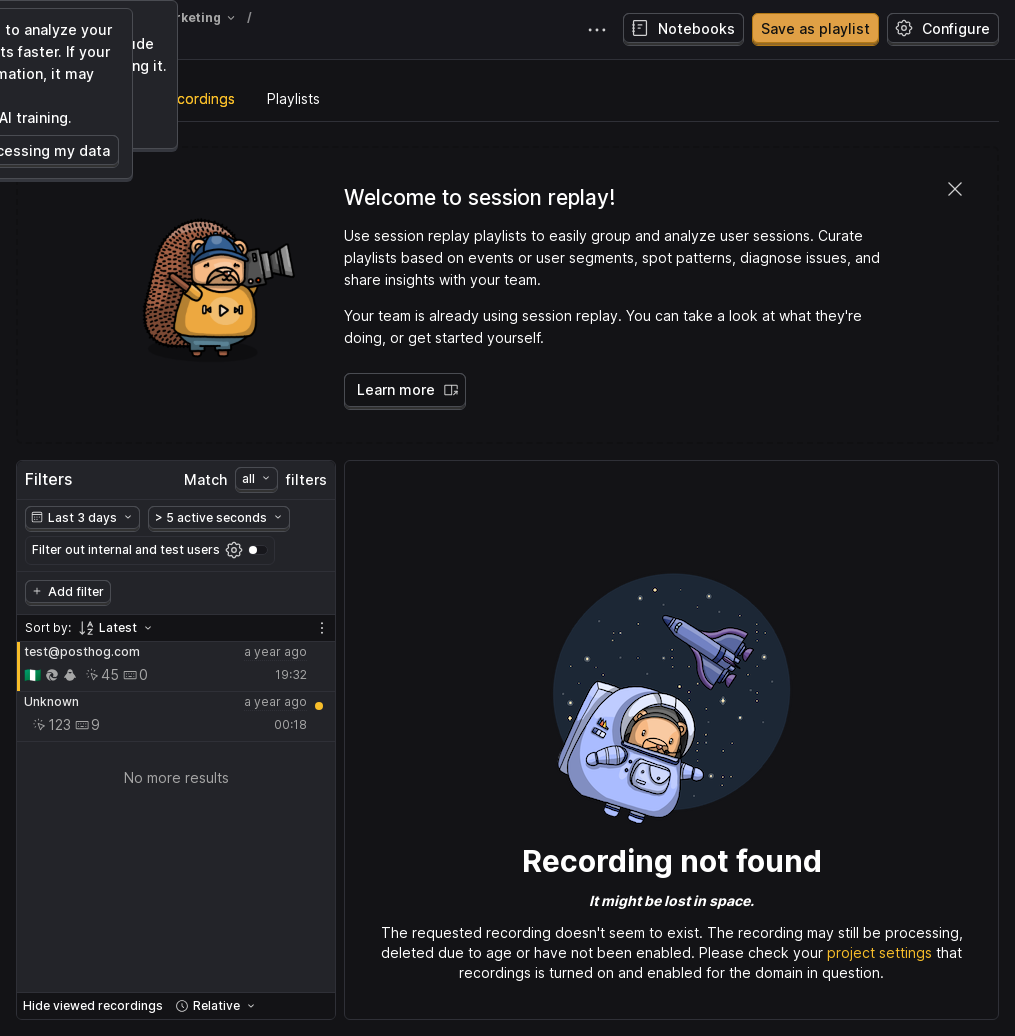 rketing /
to analyze your
ts faster. If your
mation, it may
AI training.
cessing my data
ude
ng it.
Notebooks
Save as playlist
Configure
cordings
Playlists
Welcome to session replay!
Use session replay playlists to easily group and analyze user sessions. Curate
playlists based on events or user segments, spot patterns, diagnose issues, and
share insights with your team.
Your team is already using session replay. You can take a look at what they're
doing, or get started yourself.
Learn more
Filters
Match all filters
Last 3 days
> 5 active seconds
Filter out internal and test users
+ Add filter
Sort by: Latest
test@posthog.com a year ago
45 0 19:32
Unknown a year ago
123 9 00:18
No more results
Hide viewed recordings
Relative
Recording not found
It might be lost in space.
The requested recording doesn't seem to exist. The recording may still be processing,
deleted due to age or have not been enabled. Please check your project settings that
recordings is turned on and enabled for the domain in question.